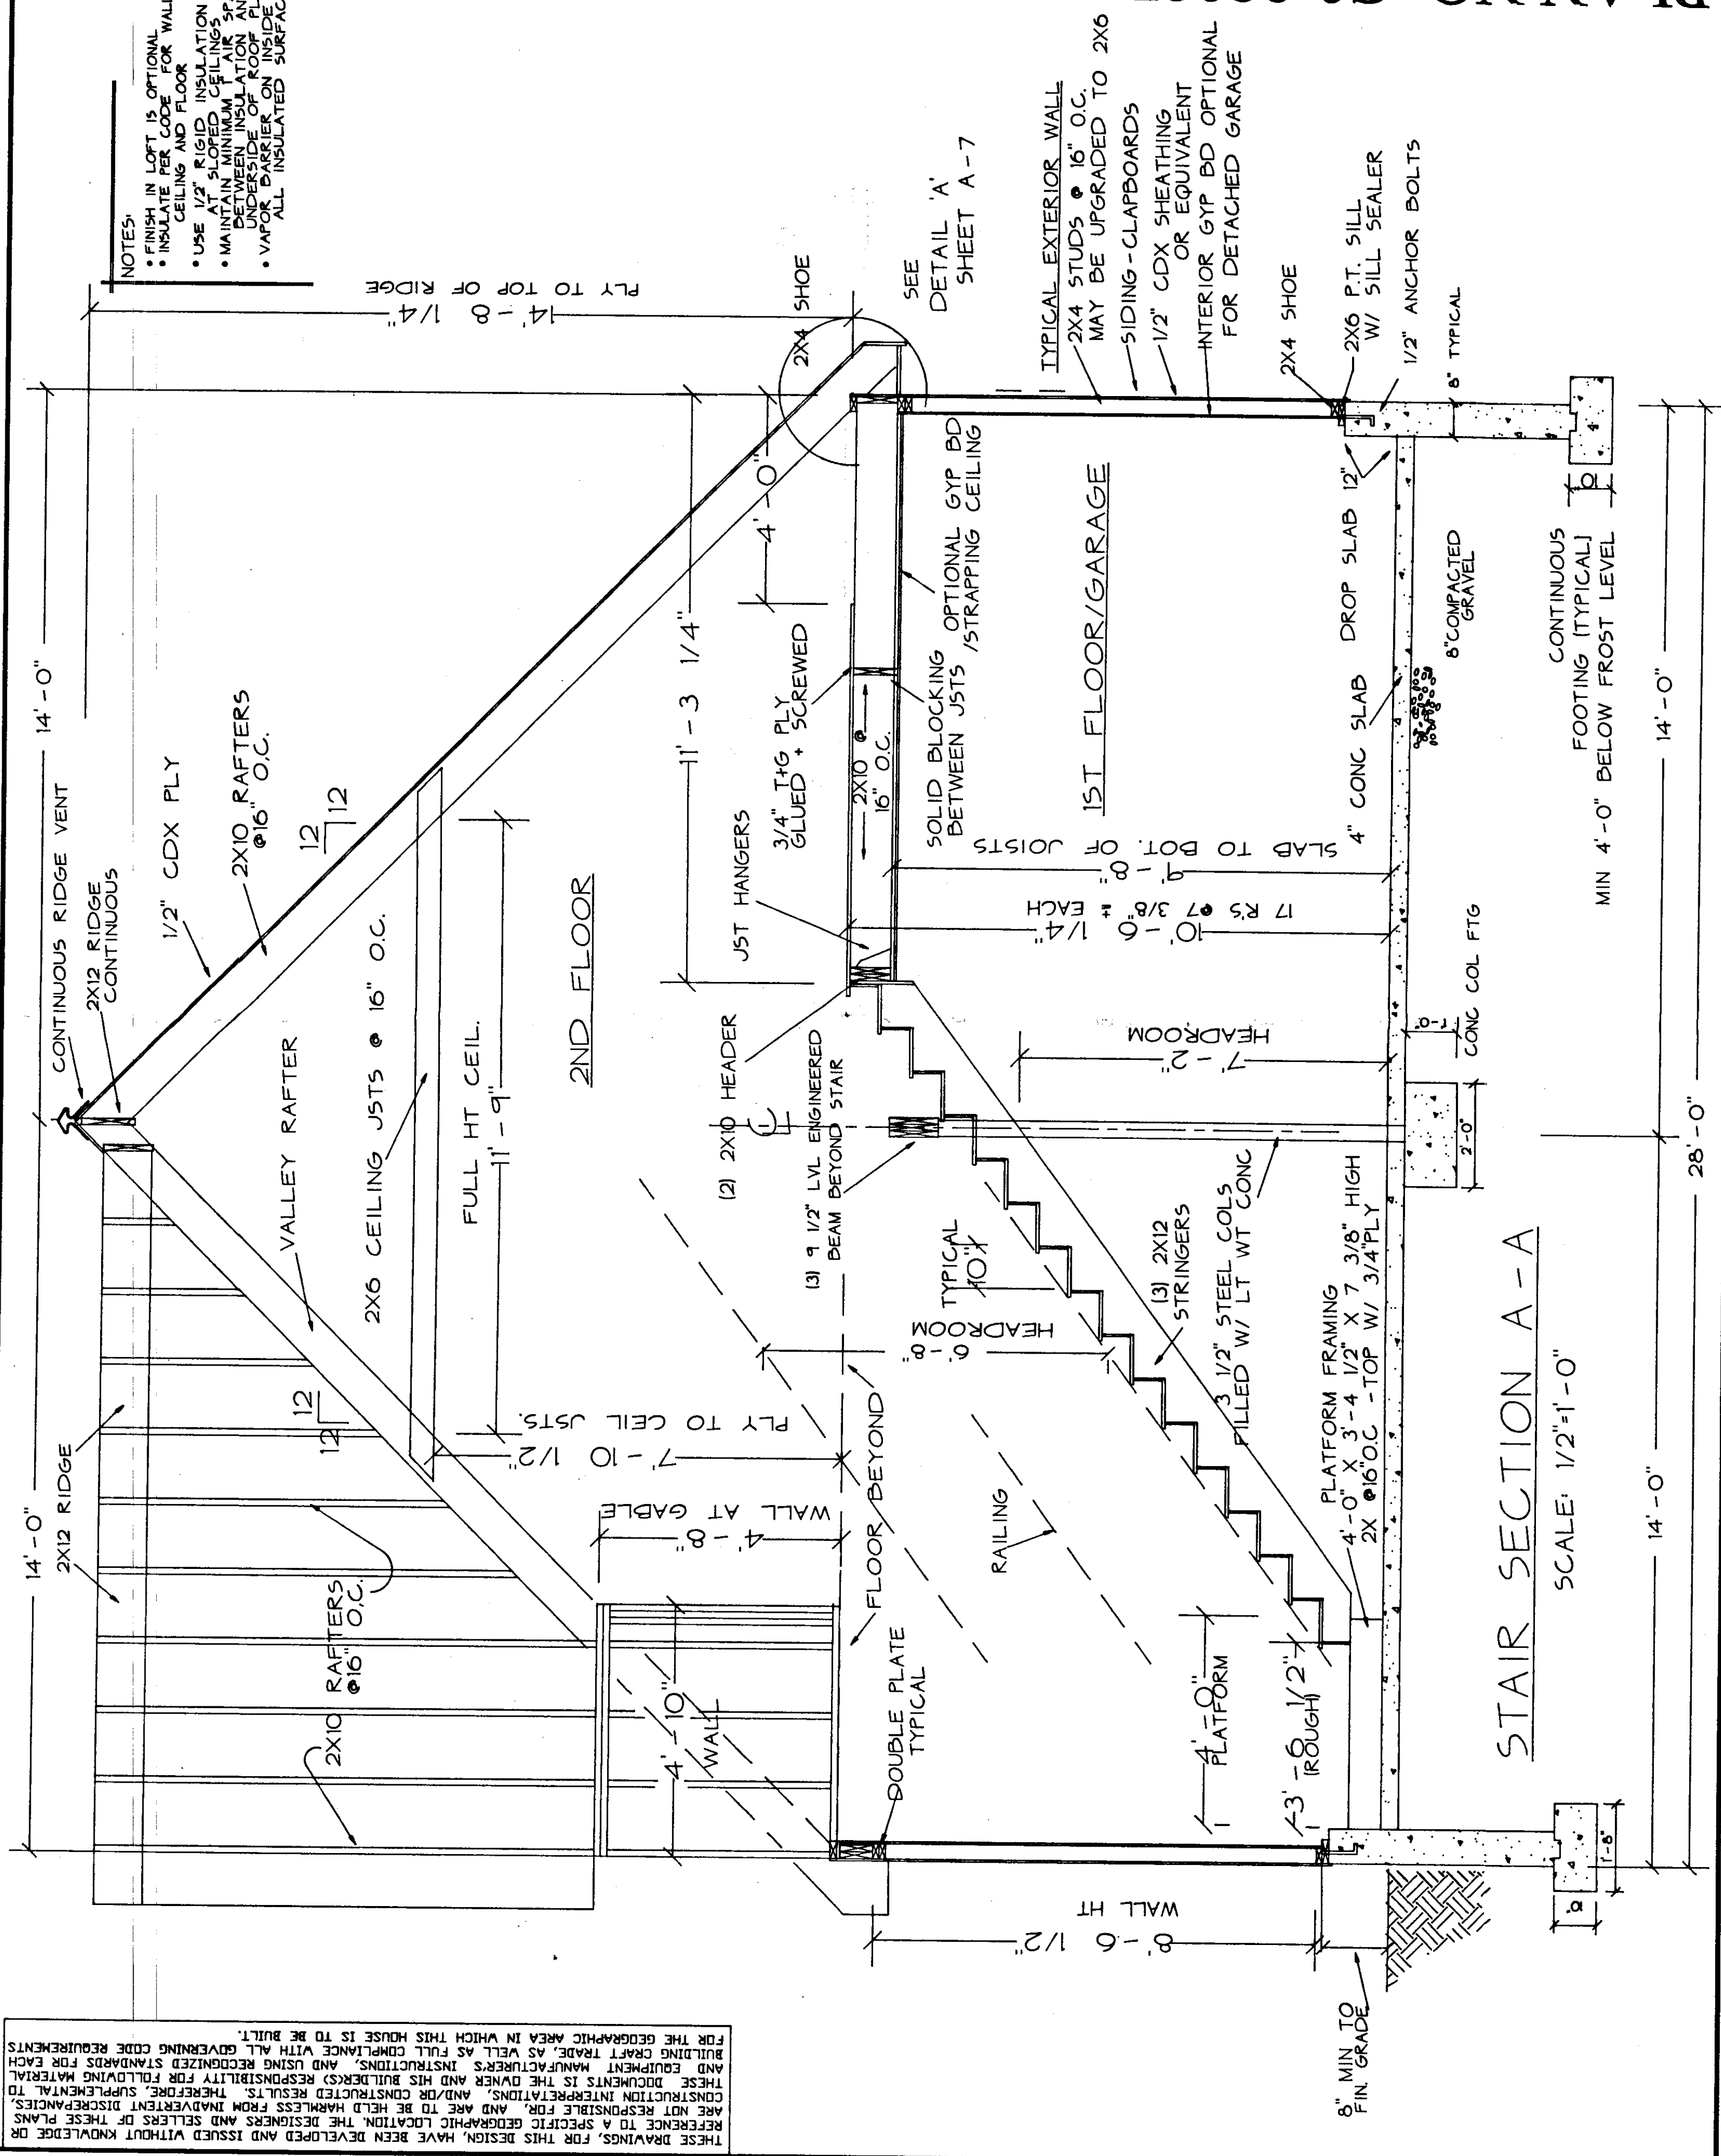 NOTES:
• FINISH IN LOFT IS OPTIONAL
• INSULATE PER CODE FOR WALL
CEILING AND FLOOR
• USE 1/2" RIGID INSULATION
AT SLOPED CEILINGS
• MAINTAIN MINIMUM 1" AIR SP
BETWEEN INSULATION AN
UNDERSIDE OF ROOF PL
• VAPOR BARRIER ON INSIDE
ALL INSULATED SURFAC
14'-0"
14'-0"
CONTINUOUS RIDGE VENT
2X12 RIDGE
CONTINUOUS
1/2" CDX PLY
2X10 RAFTERS
@16" O.C.
12
12
14'-8 1/4"
PLY TO TOP OF RIDGE
2X12 RIDGE
VALLEY RAFTER
2X6 CEILING JSTS @ 16" O.C.
FULL HT CEIL.
11'-9"
12
12
2X10 RAFTERS
@16" O.C.
2ND FLOOR
7'-10 1/2"
PLY TO CEIL JSTS.
4'-8"
WALL AT GABLE
4'-10"
WALL
11'-3 1/4"
4'-0"
2X4 SHOE
SEE
DETAIL 'A'
SHEET A-7
JST HANGERS
3/4" T+G PLY
GLUED + SCREWED
2X10 @
16" O.C.
SOLID BLOCKING
BETWEEN JSTS
OPTIONAL GYP BD
/STRAPPING CEILING
(2) 2X10 HEADER
(3) 9 1/2" LVL ENGINEERED
BEAM BEYOND STAIR
FLOOR BEYOND
DOUBLE PLATE
TYPICAL
6'-8"
HEADROOM
TYPICAL
10"
RAILING
7'-2"
HEADROOM
10'-6 1/4"
17 R'S @7 3/8" ± EACH
9'-8"
SLAB TO BOT. OF JOISTS
1ST FLOOR/GARAGE
TYPICAL EXTERIOR WALL
2X4 STUDS @ 16" O.C.
MAY BE UPGRADED TO 2X6
SIDING-CLAPBOARDS
1/2" CDX SHEATHING
OR EQUIVALENT
INTERIOR GYP BD OPTIONAL
FOR DETACHED GARAGE
2X4 SHOE
2X6 P.T. SILL
W/ SILL SEALER
1/2" ANCHOR BOLTS
8" TYPICAL
(3) 2X12
STRINGERS
3 1/2" STEEL COLS
FILLED W/ LT WT CONC
PLATFORM FRAMING
4'-0" X 3'-4 1/2" X 7 3/8" HIGH
2X @16"O.C - TOP W/ 3/4"PLY
4'-0"
PLATFORM
3'-6 1/2"
(ROUGH)
8'-6 1/2"
WALL HT
8" MIN TO
FIN. GRADE
4" CONC SLAB
DROP SLAB 12"
8"COMPACTED
GRAVEL
2'-0"
1'-0"
CONC COL FTG
CONTINUOUS
FOOTING (TYPICAL)
MIN 4'-0" BELOW FROST LEVEL
1'-8"
14'-0"
14'-0"
28'-0"
STAIR SECTION A-A
SCALE: 1/2"=1'-0"
THESE DRAWINGS, FOR THIS DESIGN, HAVE BEEN DEVELOPED AND ISSUED WITHOUT KNOWLEDGE OR
REFERENCE TO A SPECIFIC GEOGRAPHIC LOCATION. THE DESIGNERS AND SELLERS OF THESE PLANS
ARE NOT RESPONSIBLE FOR, AND ARE TO BE HELD HARMLESS FROM INADVERTENT DISCREPANCIES,
CONSTRUCTION INTERPRETATIONS, AND/OR CONSTRUCTED RESULTS. THEREFORE, SUPPLEMENTAL TO
THESE DOCUMENTS IS THE OWNER AND HIS BUILDER(S) RESPONSIBILITY FOR FOLLOWING MATERIAL
AND EQUIPMENT MANUFACTURER'S INSTRUCTIONS, AND USING RECOGNIZED STANDARDS FOR EACH
BUILDING CRAFT TRADE, AS WELL AS FULL COMPLIANCE WITH ALL GOVERNING CODE REQUIREMENTS
FOR THE GEOGRAPHIC AREA IN WHICH THIS HOUSE IS TO BE BUILT.